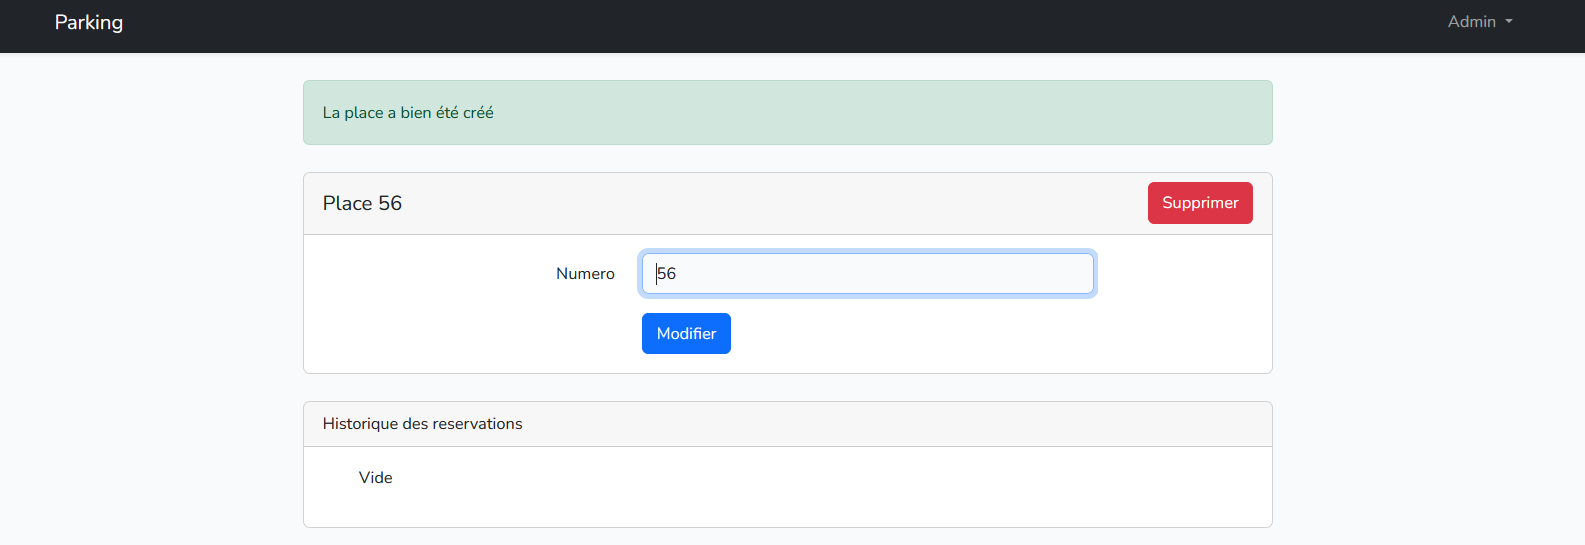 Parking
Admin
La place a bien été créé
Place 56
Supprimer
Numero
56
Modifier
Historique des reservations
Vide